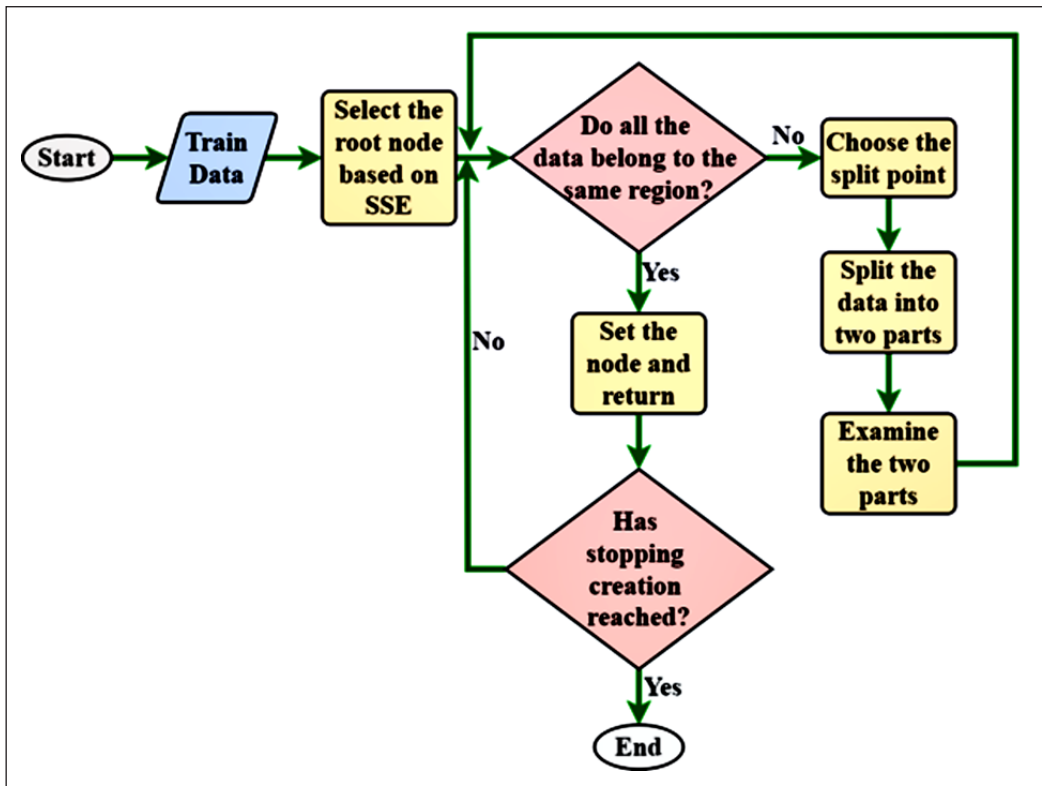 Start
Train
Data
Select the
root node
based on
SSE
Do all the
data belong to the
same region?
No
Choose the
split point
Split the
data into
two parts
Examine
the two
parts
Yes
Set the
node and
return
No
Has
stopping
creation
reached?
Yes
End